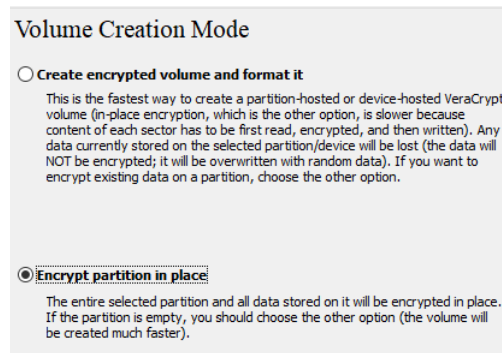 Volume Creation Mode
Create encrypted volume and format it
This is the fastest way to create a partition-hosted or device-hosted VeraCrypt
volume (in-place encryption, which is the other option, is slower because
content of each sector has to be first read, encrypted, and then written). Any
data currently stored on the selected partition/device will be lost (the data will
NOT be encrypted; it will be overwritten with random data). If you want to
encrypt existing data on a partition, choose the other option.
Encrypt partition in place
The entire selected partition and all data stored on it will be encrypted in place.
If the partition is empty, you should choose the other option (the volume will
be created much faster).